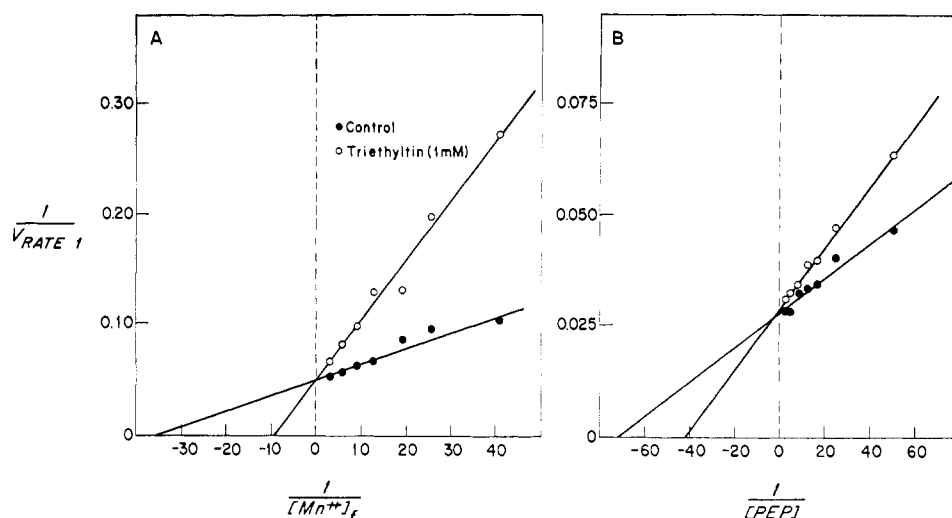 A
0.30
0.20
0.10
0
-30 -20 -10 0 10 20 30 40
● Control
○ Triethyltin (1mM)
1
V RATE 1
1
[Mn++]f
B
0.075
0.050
0.025
0
-60 -40 -20 0 20 40 60
1
[PEP]